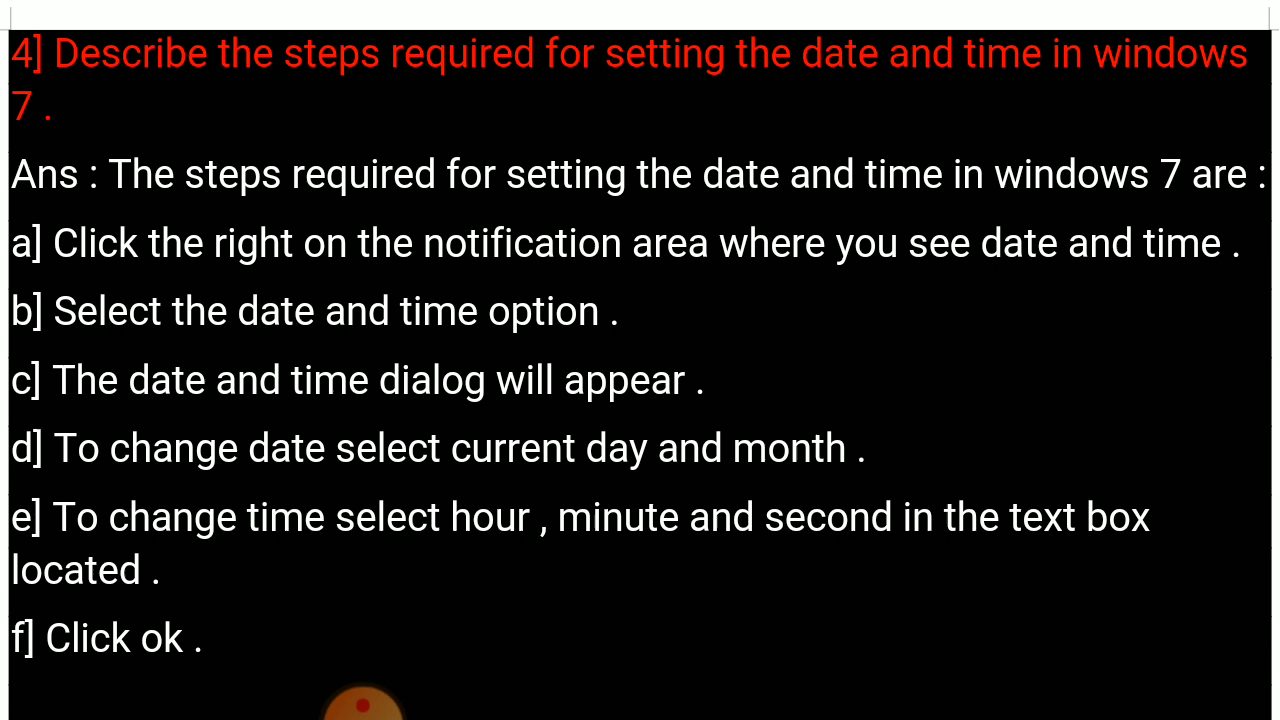 4] Describe the steps required for setting the date and time in windows
7 .
Ans : The steps required for setting the date and time in windows 7 are :
a] Click the right on the notification area where you see date and time .
b] Select the date and time option .
c] The date and time dialog will appear .
d] To change date select current day and month .
e] To change time select hour , minute and second in the text box
located .
f] Click ok .